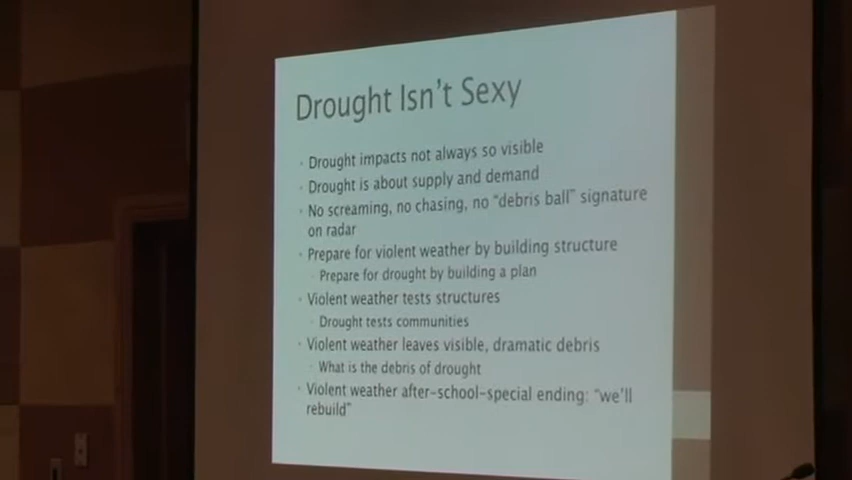 Drought Isn't Sexy
Drought impacts not always so visible
Drought is about supply and demand
No screaming, no chasing, no "debris ball" signature
on radar
Prepare for violent weather by building structure
Prepare for drought by building a plan
Violent weather tests structures
Drought tests communities
Violent weather leaves visible, dramatic debris
What is the debris of drought
Violent weather after-school-special ending: "we'll
rebuild"